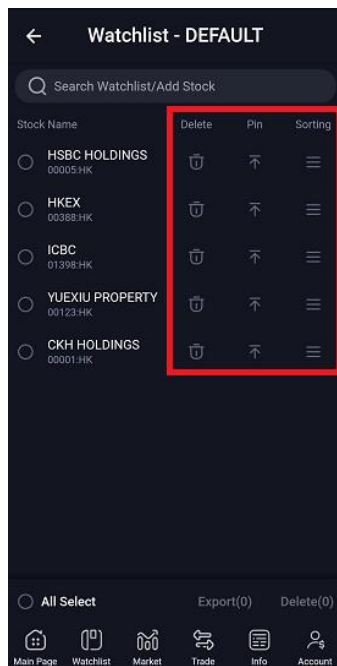 Watchlist - DEFAULT
Search Watchlist/Add Stock
Stock Name Delete Pin Sorting
HSBC HOLDINGS
00005:HK
HKEX
00388:HK
ICBC
01398:HK
YUEXIU PROPERTY
00123:HK
CKH HOLDINGS
00001:HK
All Select Export(0) Delete(0)
Main Page Watchlist Market Trade Info Account